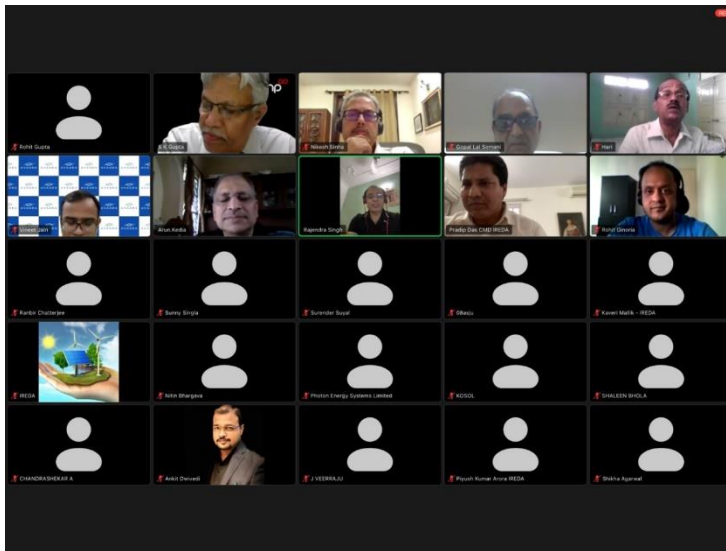 Rohit Gupta
S K Gupta
Nikesh Sinha
Gopal Lal Somani
Hari
Vineet Jain
Arun Kedia
Rajendra Singh
Pradip Das CMD IREDA
Rohit
Ranbir Chatterjee
Sunny Singla
Surender Suyal
Kaveri Mallik - IREDA
IREDA
Nitin Bhargava
Photon Energy Systems Limited
KOSOL
SHALEEN BHOLA
CHANDRASHEKAR A
Ankit Dwivedi
J VEERRAJU
Piyush Kumar Arora IREDA
Shikha Agarwal